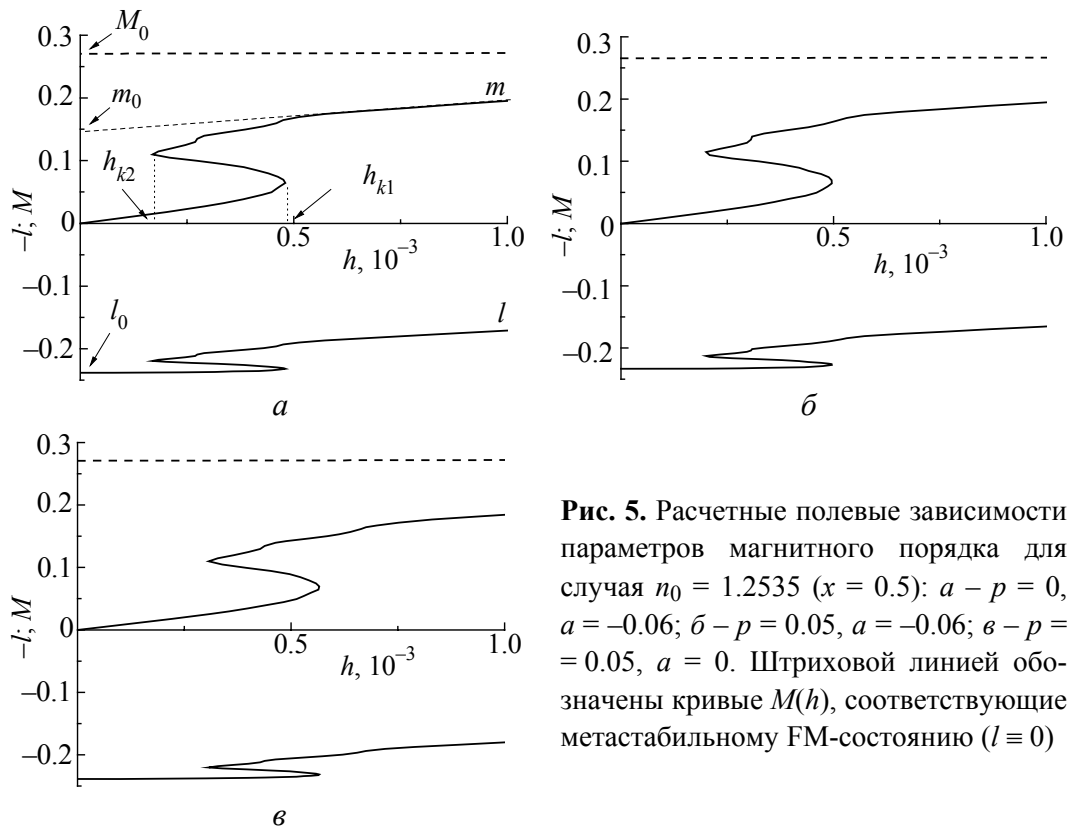 0.3
M₀
0.2
m₀
m
0.1
h_{k2}
h_{k1}
0
0.5
1.0
h, 10⁻³
–l; M
–0.1
l₀
l
–0.2
а
0.3
0.2
0.1
0
0.5
1.0
h, 10⁻³
–l; M
–0.1
–0.2
б
0.3
0.2
0.1
0
0.5
1.0
h, 10⁻³
–l; M
–0.1
–0.2
в
Рис. 5. Расчетные полевые зависимости
параметров магнитного порядка для
случая n₀ = 1.2535 (x = 0.5): а – p = 0,
a = –0.06; б – p = 0.05, a = –0.06; в – p =
= 0.05, a = 0. Штриховой линией обо-
значены кривые M(h), соответствующие
метастабильному FM-состоянию (l ≡ 0)